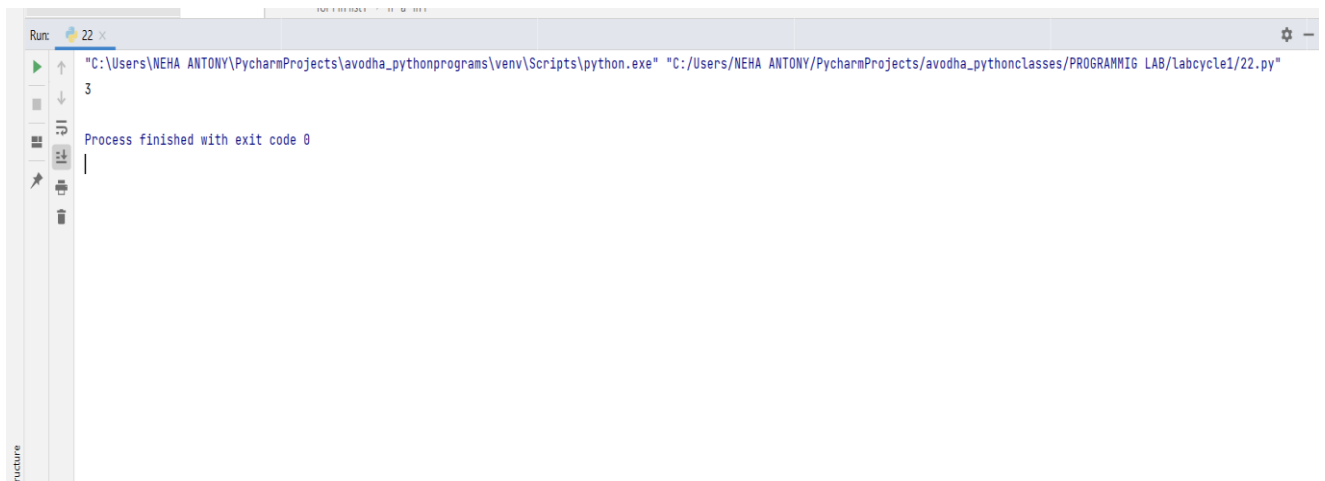 Run: 22
"C:\Users\NEHA ANTONY\PycharmProjects\avodha_pythonprograms\venv\Scripts\python.exe" "C:/Users/NEHA ANTONY/PycharmProjects/avodha_pythonclasses/PROGRAMMIG LAB/labcycle1/22.py"
3
Process finished with exit code 0
ructure